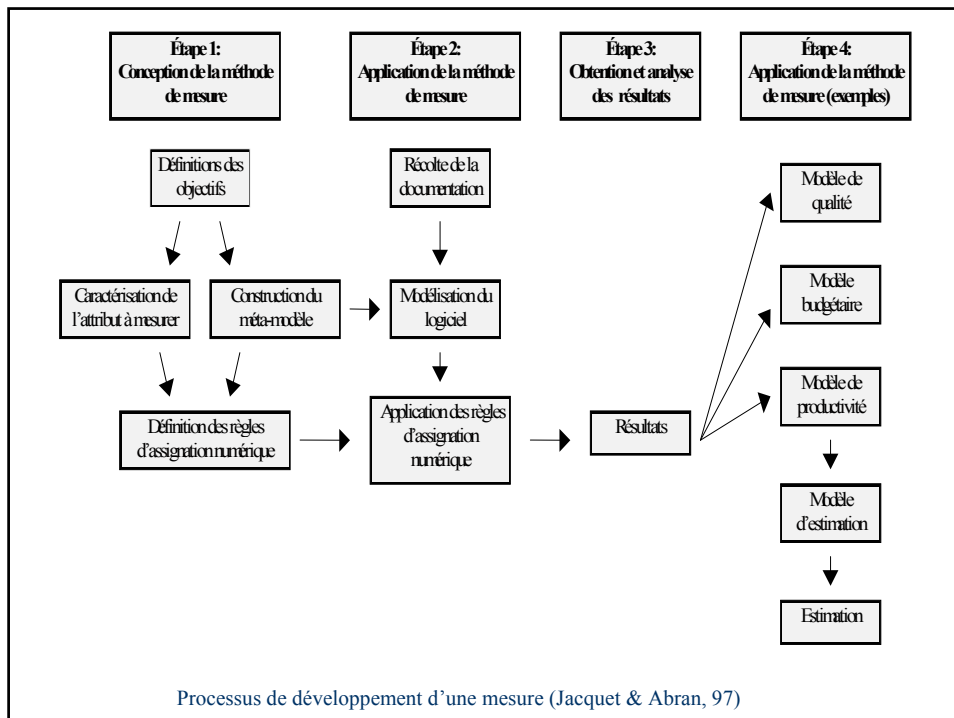 Étape 1:
Conception de la méthode
de mesure
Étape 2:
Application de la méthode
de mesure
Étape 3:
Obtention et analyse
des résultats
Étape 4:
Application de la méthode
de mesure (exemples)
Définitions des
objectifs
Caractérisation de
l'attribut à mesurer
Construction du
méta-modèle
Définition des règles
d'assignation numérique
Récolte de la
documentation
Modélisation du
logiciel
Application des règles
d'assignation
numérique
Résultats
Modèle de
qualité
Modèle
budgétaire
Modèle de
productivité
Modèle
d'estimation
Estimation
Processus de développement d'une mesure (Jacquet & Abran, 97)